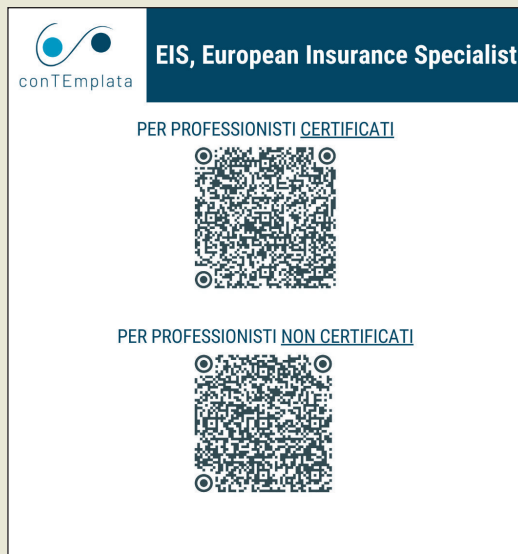 conTEmplata
EIS, European Insurance Specialist
PER PROFESSIONISTI CERTIFICATI
PER PROFESSIONISTI NON CERTIFICATI